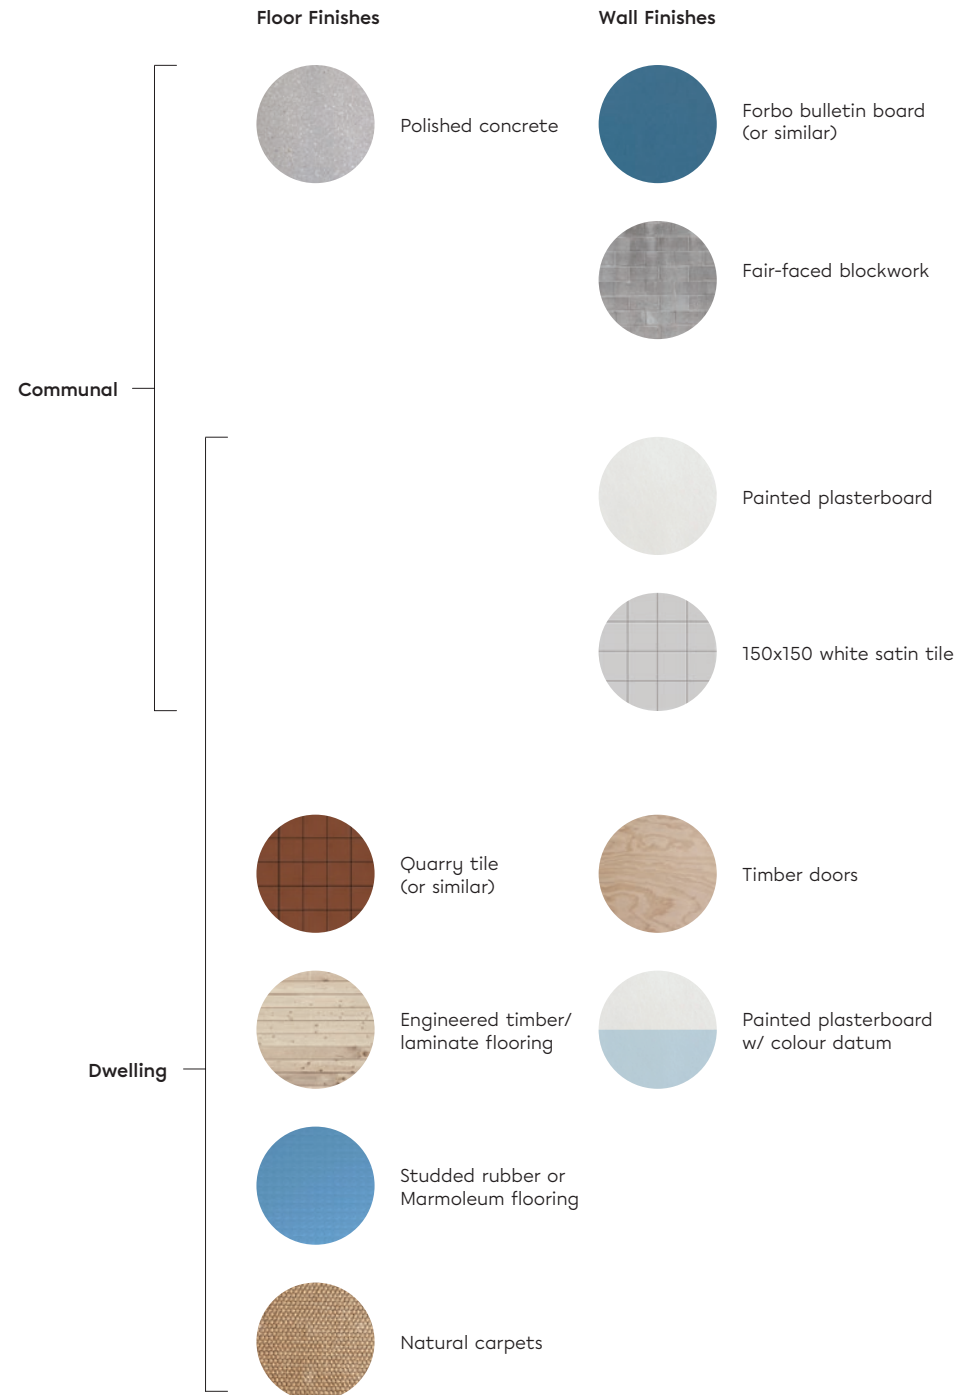 Floor Finishes
Wall Finishes
Polished concrete
Forbo bulletin board
(or similar)
Fair-faced blockwork
Communal
Painted plasterboard
150x150 white satin tile
Quarry tile
(or similar)
Timber doors
Engineered timber/
laminate flooring
Painted plasterboard
w/ colour datum
Dwelling
Studded rubber or
Marmoleum flooring
Natural carpets